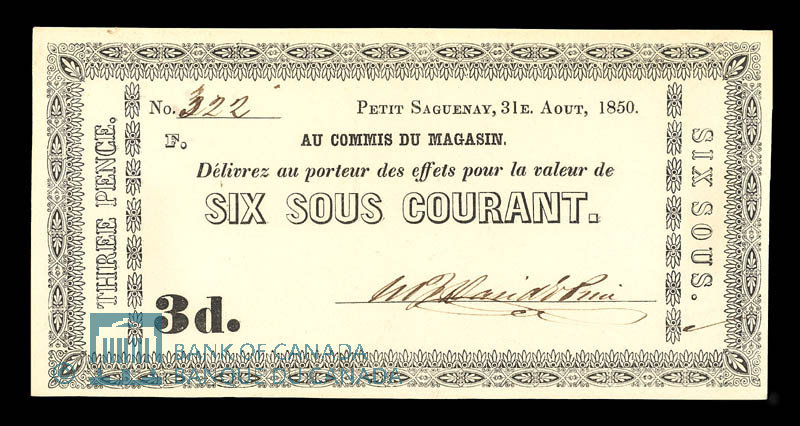 No. 322
PETIT SAGUENAY, 31E. AOUT, 1850.
F.
AU COMMIS DU MAGASIN.
Délivrez au porteur des effets pour la valeur de
SIX SOUS COURANT.
3d.
THREE PENCE.
SIX SOUS.
BANK OF CANADA
BANQUE DU CANADA